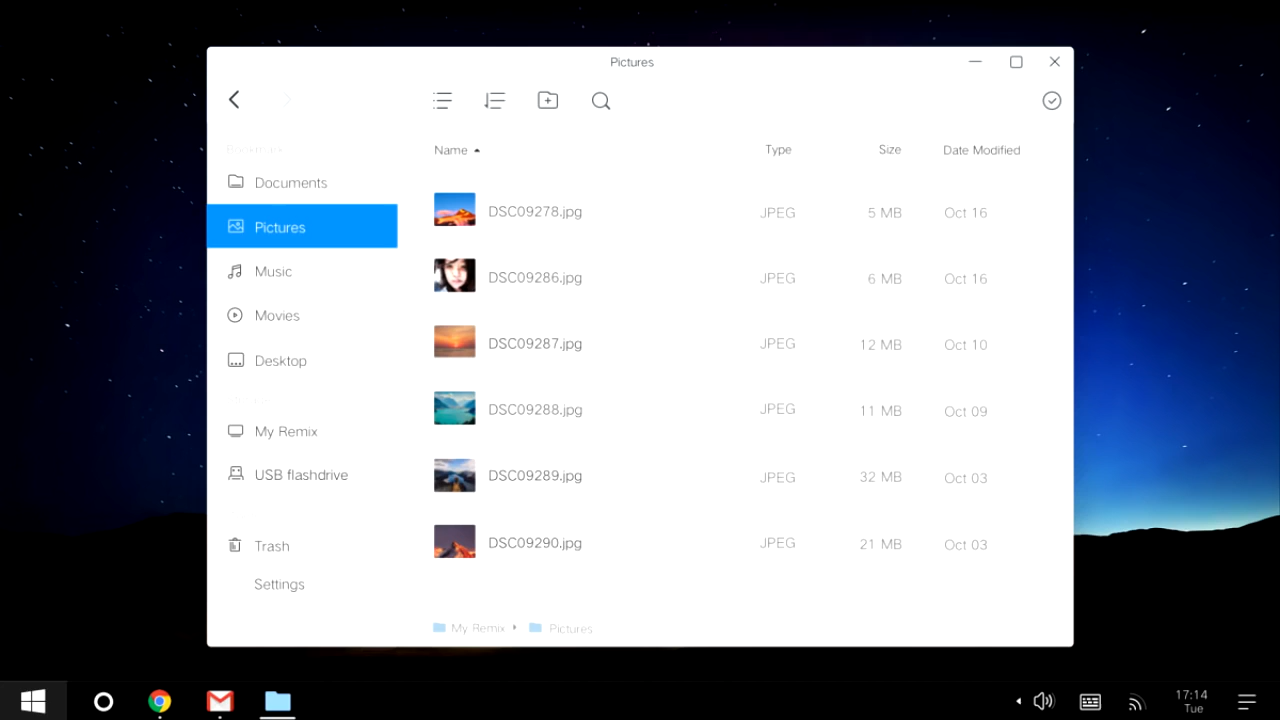 Pictures
Bookmark
Name Type Size Date Modified
Documents
Pictures
Music
Movies
Desktop
My Remix
USB flashdrive
Trash
Settings
DSC09278.jpg JPEG 5 MB Oct 16
DSC09286.jpg JPEG 6 MB Oct 16
DSC09287.jpg JPEG 12 MB Oct 10
DSC09288.jpg JPEG 11 MB Oct 09
DSC09289.jpg JPEG 32 MB Oct 03
DSC09290.jpg JPEG 21 MB Oct 03
My Remix Pictures
17:14
Tue